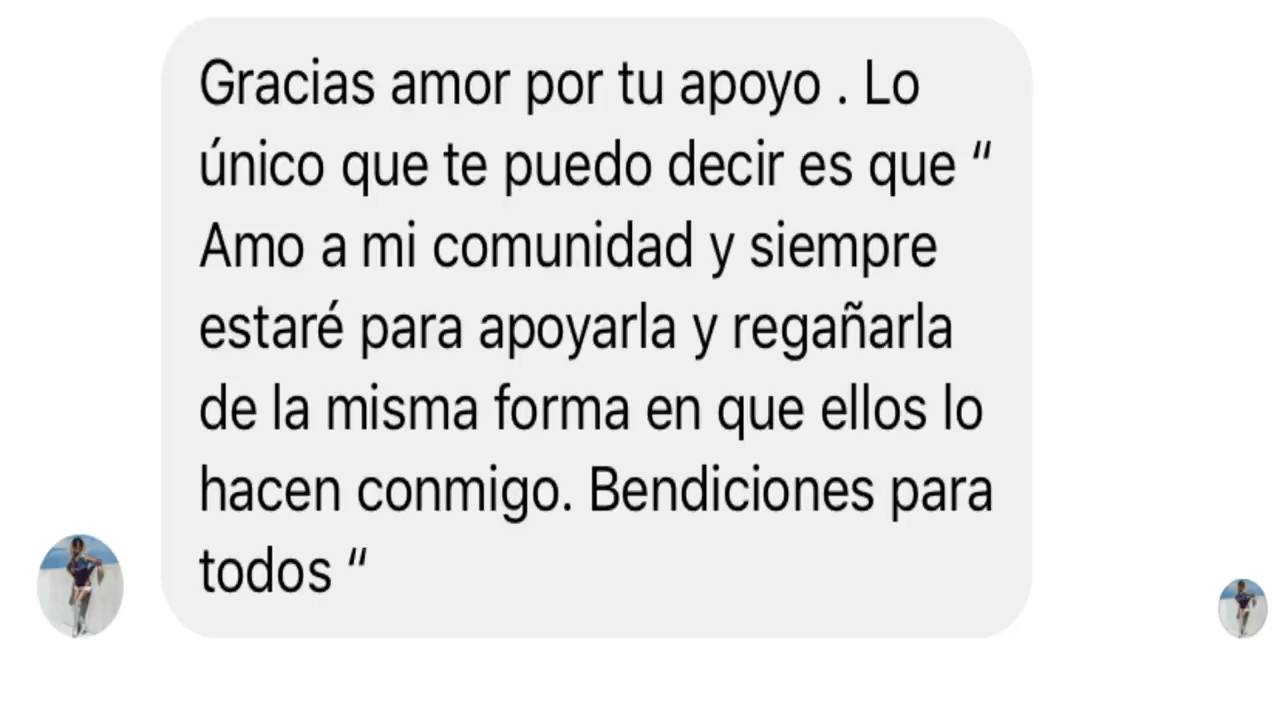 Gracias amor por tu apoyo . Lo
único que te puedo decir es que “
Amo a mi comunidad y siempre
estaré para apoyarla y regañarla
de la misma forma en que ellos lo
hacen conmigo. Bendiciones para
todos “